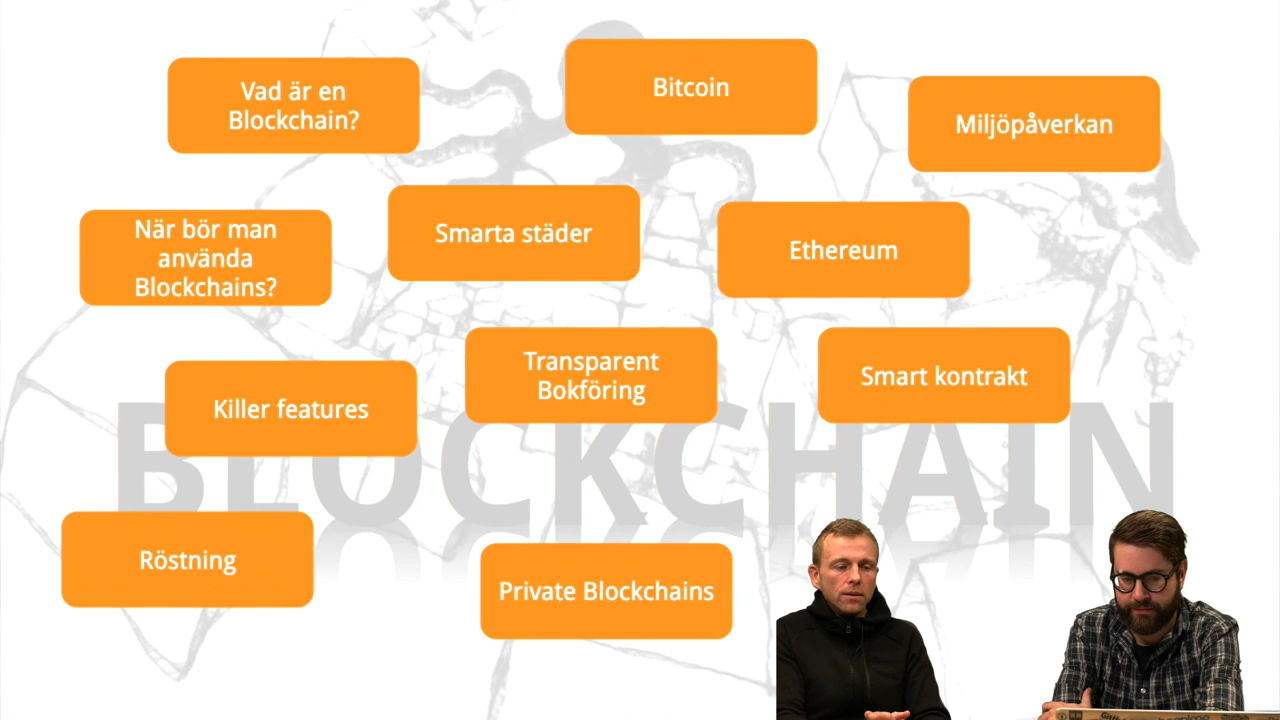 Vad är en
Blockchain?
Bitcoin
Miljöpåverkan
När bör man
använda
Blockchains?
Smarta städer
Ethereum
Killer features
Transparent
Bokföring
Smart kontrakt
BLOCKCHAIN
Röstning
Private Blockchains